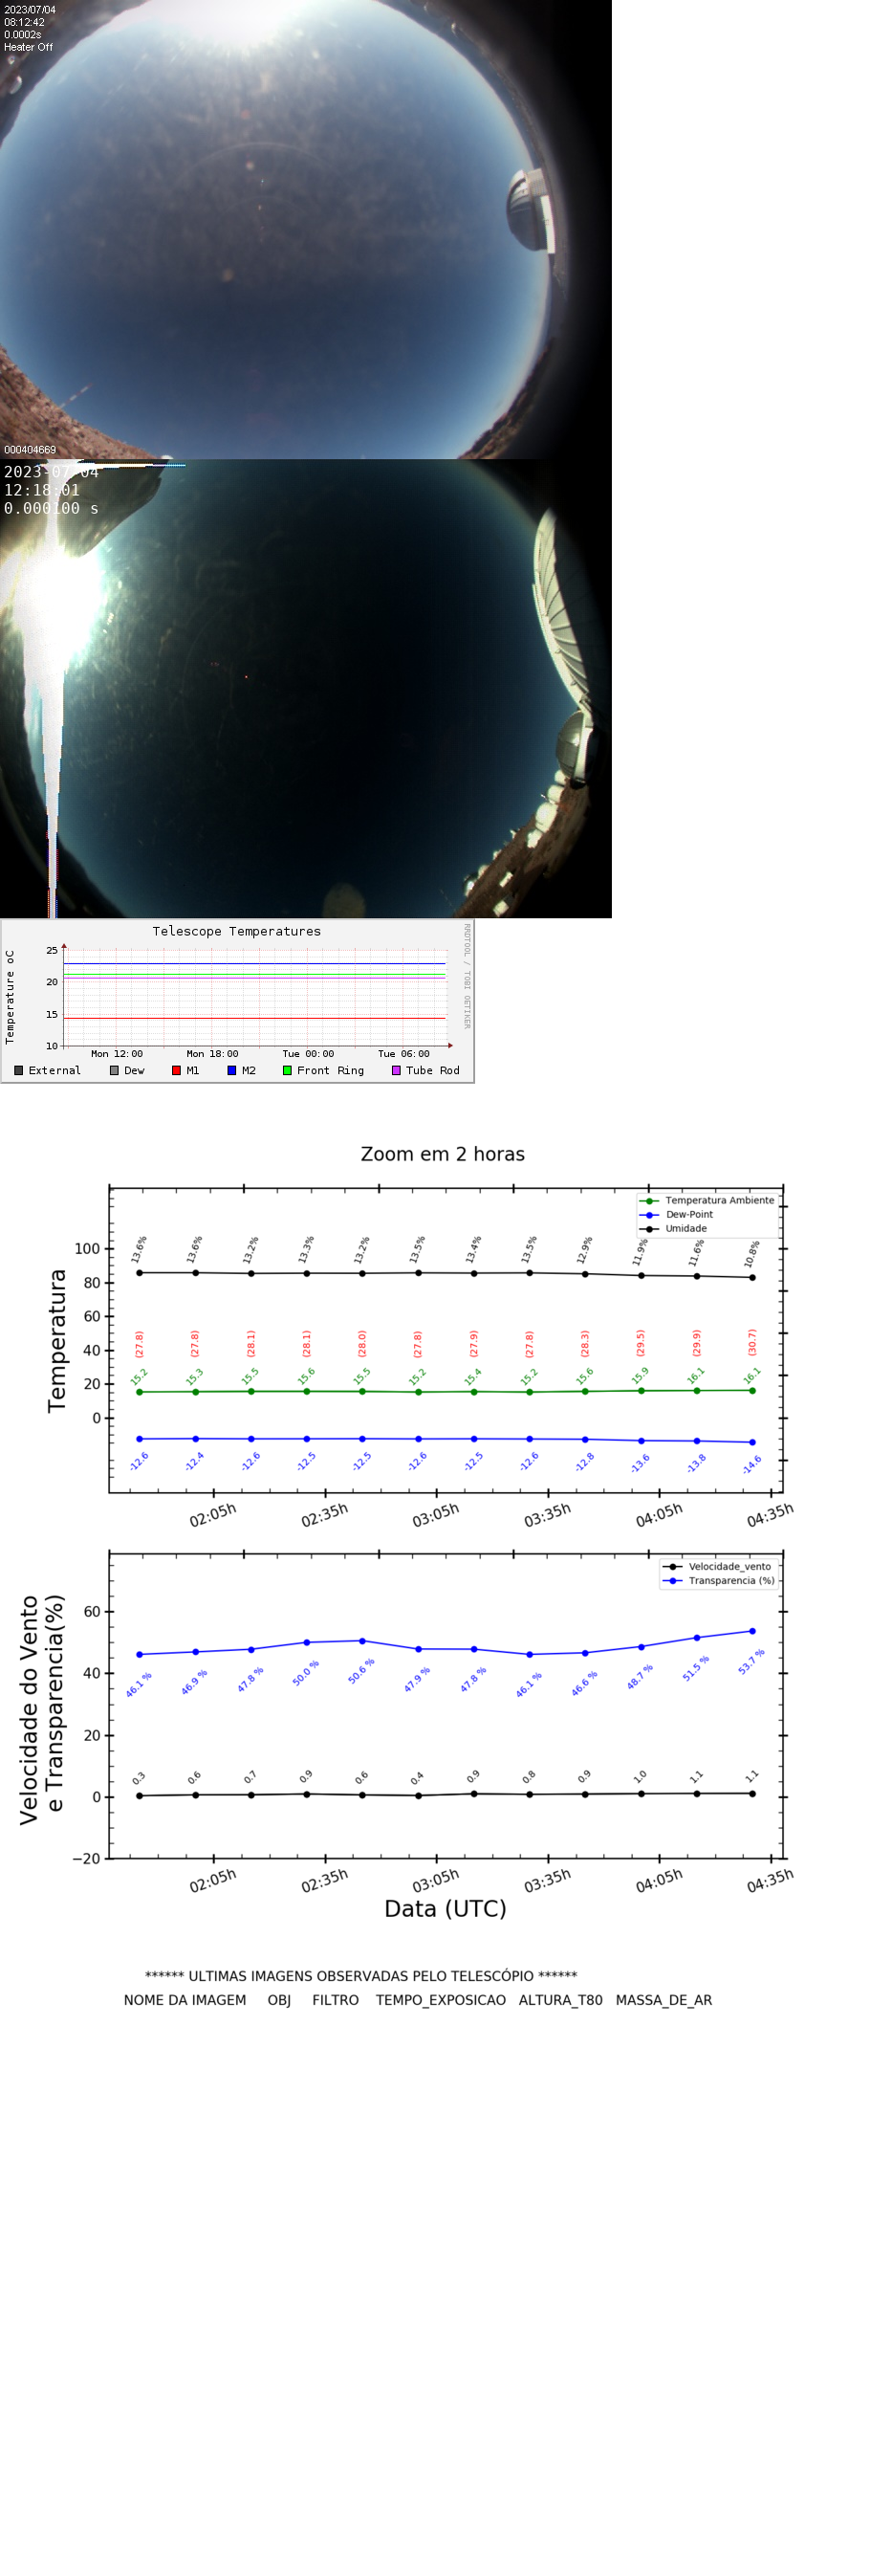 2023/07/04
08:12:42
0.0002s
Heater Off
000404669
2023-07-04
12:18:01
0.000100 s
Telescope Temperatures
RRDTOOL / TOBI OETIKER
Temperature oC
25
20
15
10
Mon 12:00 Mon 18:00 Tue 00:00 Tue 06:00
External Dew M1 M2 Front Ring Tube Rod
Zoom em 2 horas
Temperatura Ambiente
Dew-Point
Umidade
Temperatura
100
80
60
40
20
0
13.6% 13.6% 13.2% 13.3% 13.2% 13.5% 13.4% 13.5% 12.9% 11.9% 11.6% 10.8%
(27.8) (27.8) (28.1) (28.1) (28.0) (27.8) (27.9) (27.8) (28.3) (29.5) (29.9) (30.7)
15.2 15.3 15.5 15.6 15.5 15.2 15.4 15.2 15.6 15.9 16.1 16.1
-12.6 -12.4 -12.6 -12.5 -12.5 -12.6 -12.5 -12.6 -12.8 -13.6 -13.8 -14.6
02:05h 02:35h 03:05h 03:35h 04:05h 04:35h
Velocidade_vento
Transparencia (%)
Velocidade do Vento
e Transparencia(%)
60
40
20
0
−20
46.1 % 46.9 % 47.8 % 50.0 % 50.6 % 47.9 % 47.8 % 46.1 % 46.6 % 48.7 % 51.5 % 53.7 %
0.3 0.6 0.7 0.9 0.6 0.4 0.9 0.8 0.9 1.0 1.1 1.1
02:05h 02:35h 03:05h 03:35h 04:05h 04:35h
Data (UTC)
****** ULTIMAS IMAGENS OBSERVADAS PELO TELESCÓPIO ******
NOME DA IMAGEM OBJ FILTRO TEMPO_EXPOSICAO ALTURA_T80 MASSA_DE_AR